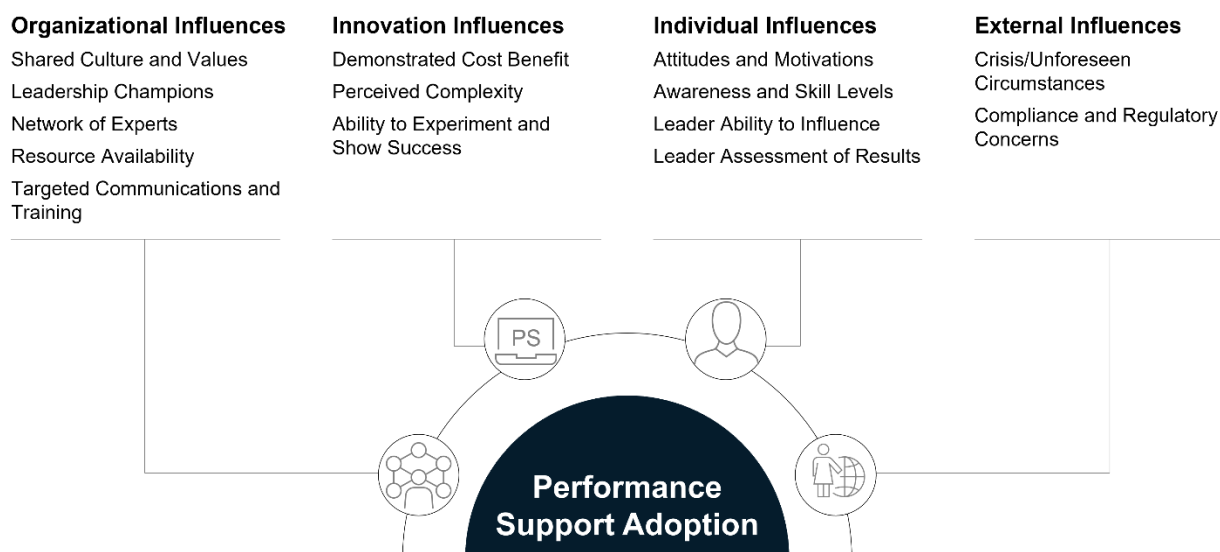 Organizational Influences
Shared Culture and Values
Leadership Champions
Network of Experts
Resource Availability
Targeted Communications and
Training
Innovation Influences
Demonstrated Cost Benefit
Perceived Complexity
Ability to Experiment and
Show Success
Individual Influences
Attitudes and Motivations
Awareness and Skill Levels
Leader Ability to Influence
Leader Assessment of Results
External Influences
Crisis/Unforeseen
Circumstances
Compliance and Regulatory
Concerns
PS
Performance
Support Adoption